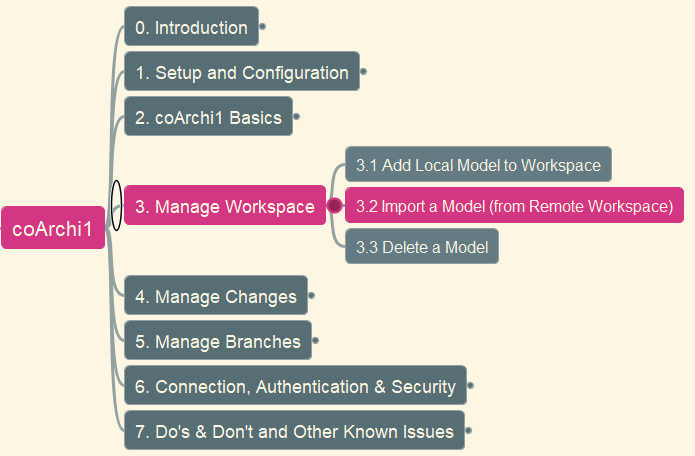 coArchi1
0. Introduction
1. Setup and Configuration
2. coArchi1 Basics
3. Manage Workspace
3.1 Add Local Model to Workspace
3.2 Import a Model (from Remote Workspace)
3.3 Delete a Model
4. Manage Changes
5. Manage Branches
6. Connection, Authentication & Security
7. Do's & Don't and Other Known Issues